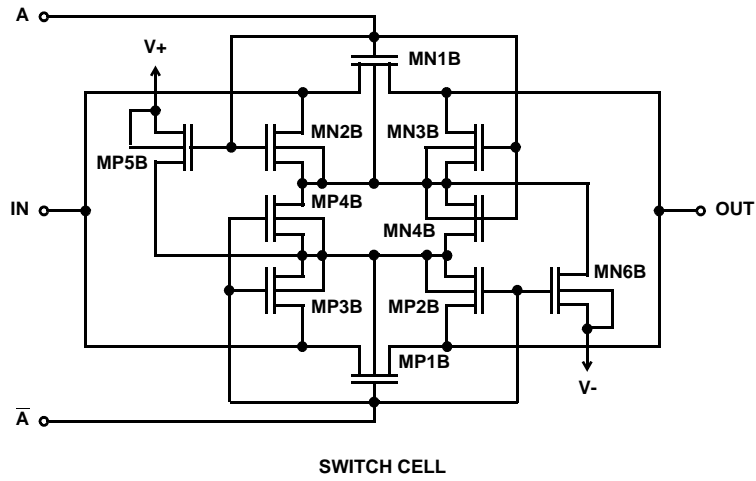 A
V+
MN1B
MN2B
MN3B
MP5B
MP4B
IN
OUT
MN4B
MN6B
MP3B
MP2B
MP1B
V-
A̅
SWITCH CELL